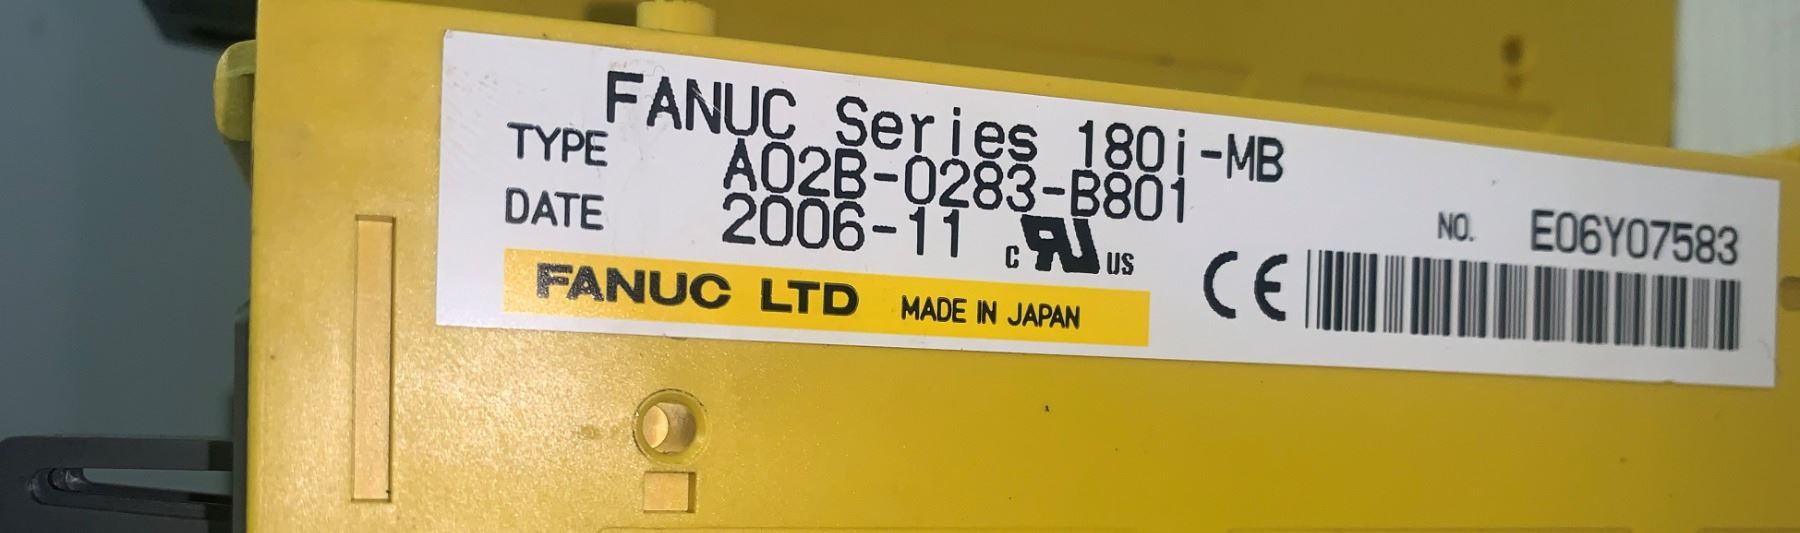 FANUC Series 180i-MB
TYPE A02B-0283-B801
DATE 2006-11
c RU US
FANUC LTD MADE IN JAPAN
CE
NO. E06Y07583